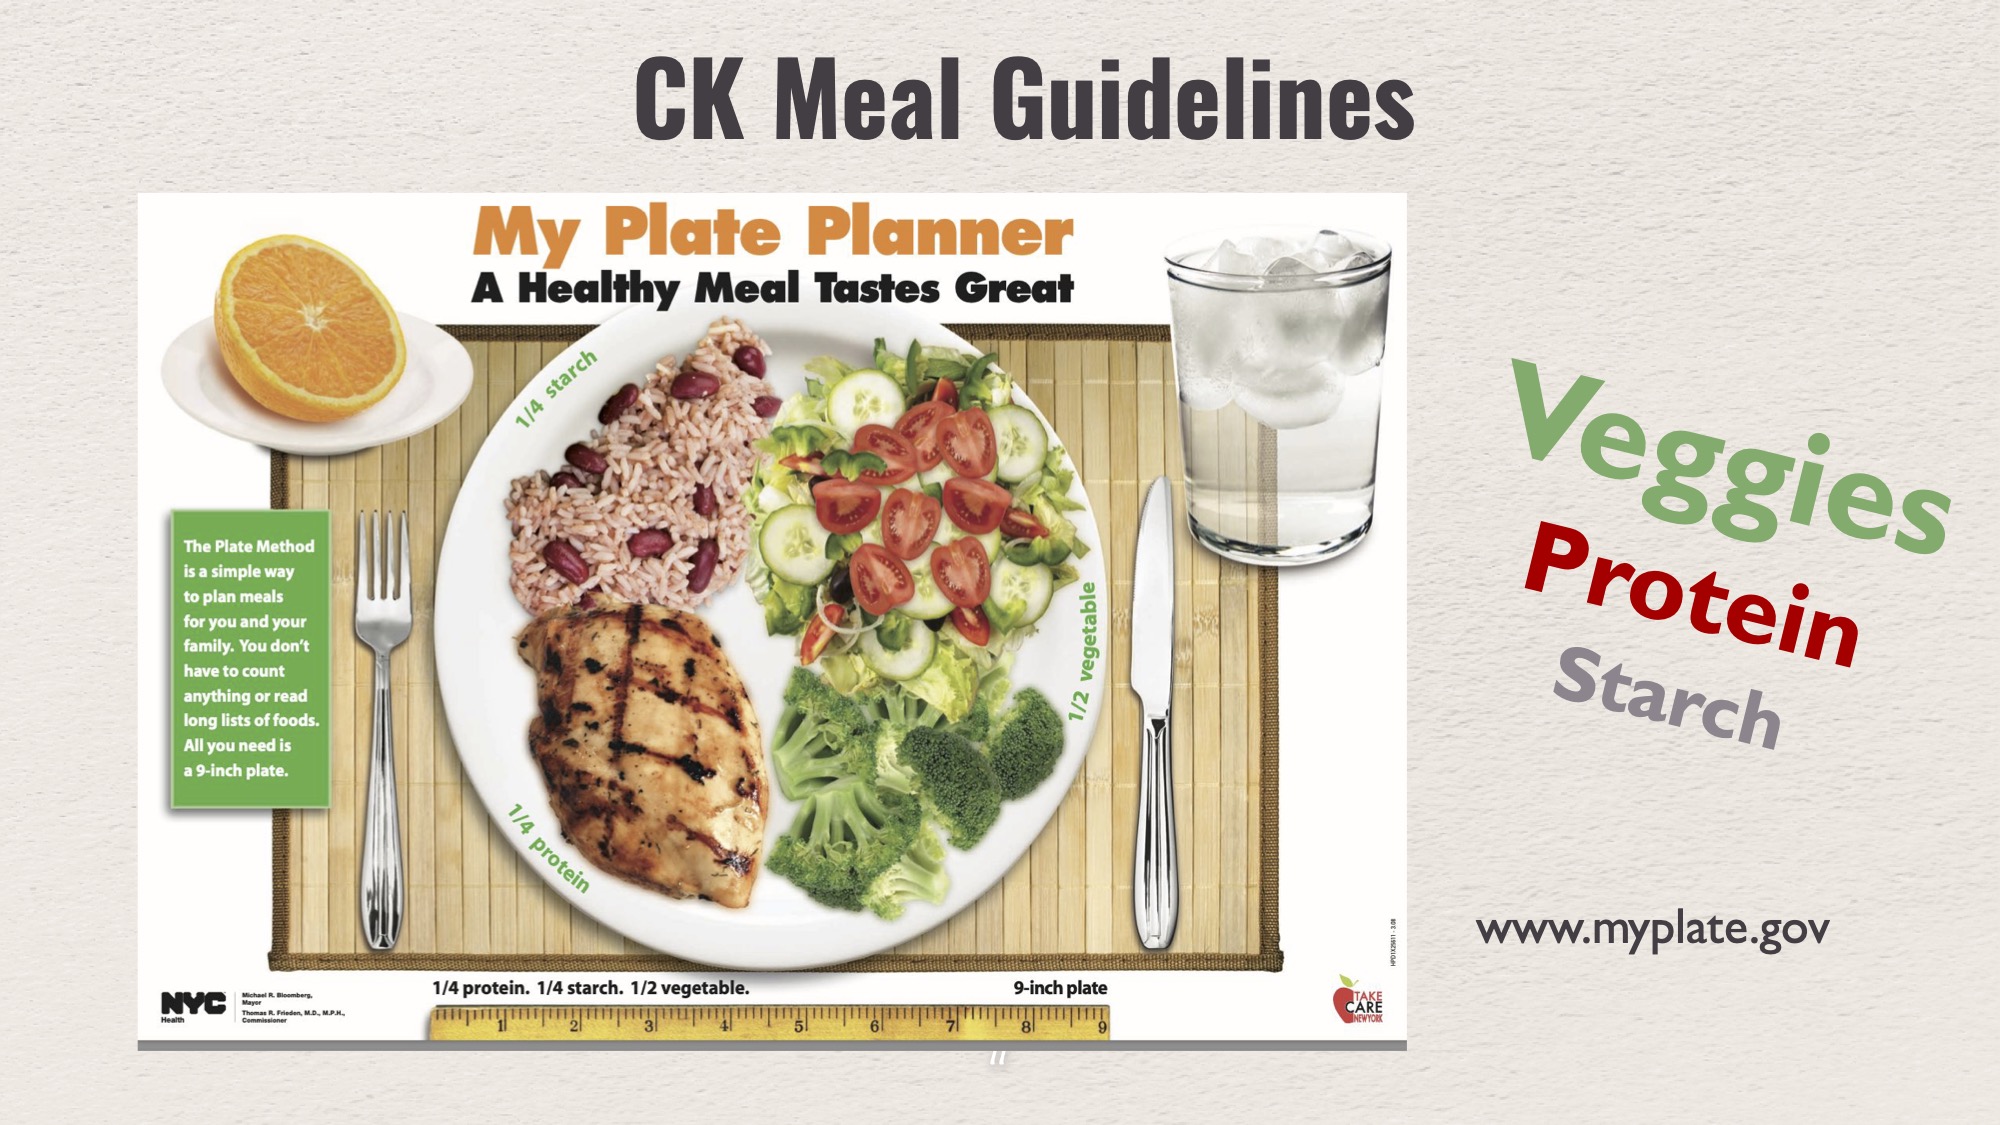 CK Meal Guidelines
My Plate Planner
A Healthy Meal Tastes Great
1/4 starch
1/2 vegetable
1/4 protein
The Plate Method
is a simple way
to plan meals
for you and your
family. You don't
have to count
anything or read
long lists of foods.
All you need is
a 9-inch plate.
Veggies
Protein
Starch
www.myplate.gov
1/4 protein. 1/4 starch. 1/2 vegetable.
9-inch plate
1 2 3 4 5 6 7 8 9
NYC
Health
Michael R. Bloomberg,
Mayor
Thomas R. Frieden, M.D., M.P.H.,
Commissioner
TAKE
CARE
NEW YORK
"